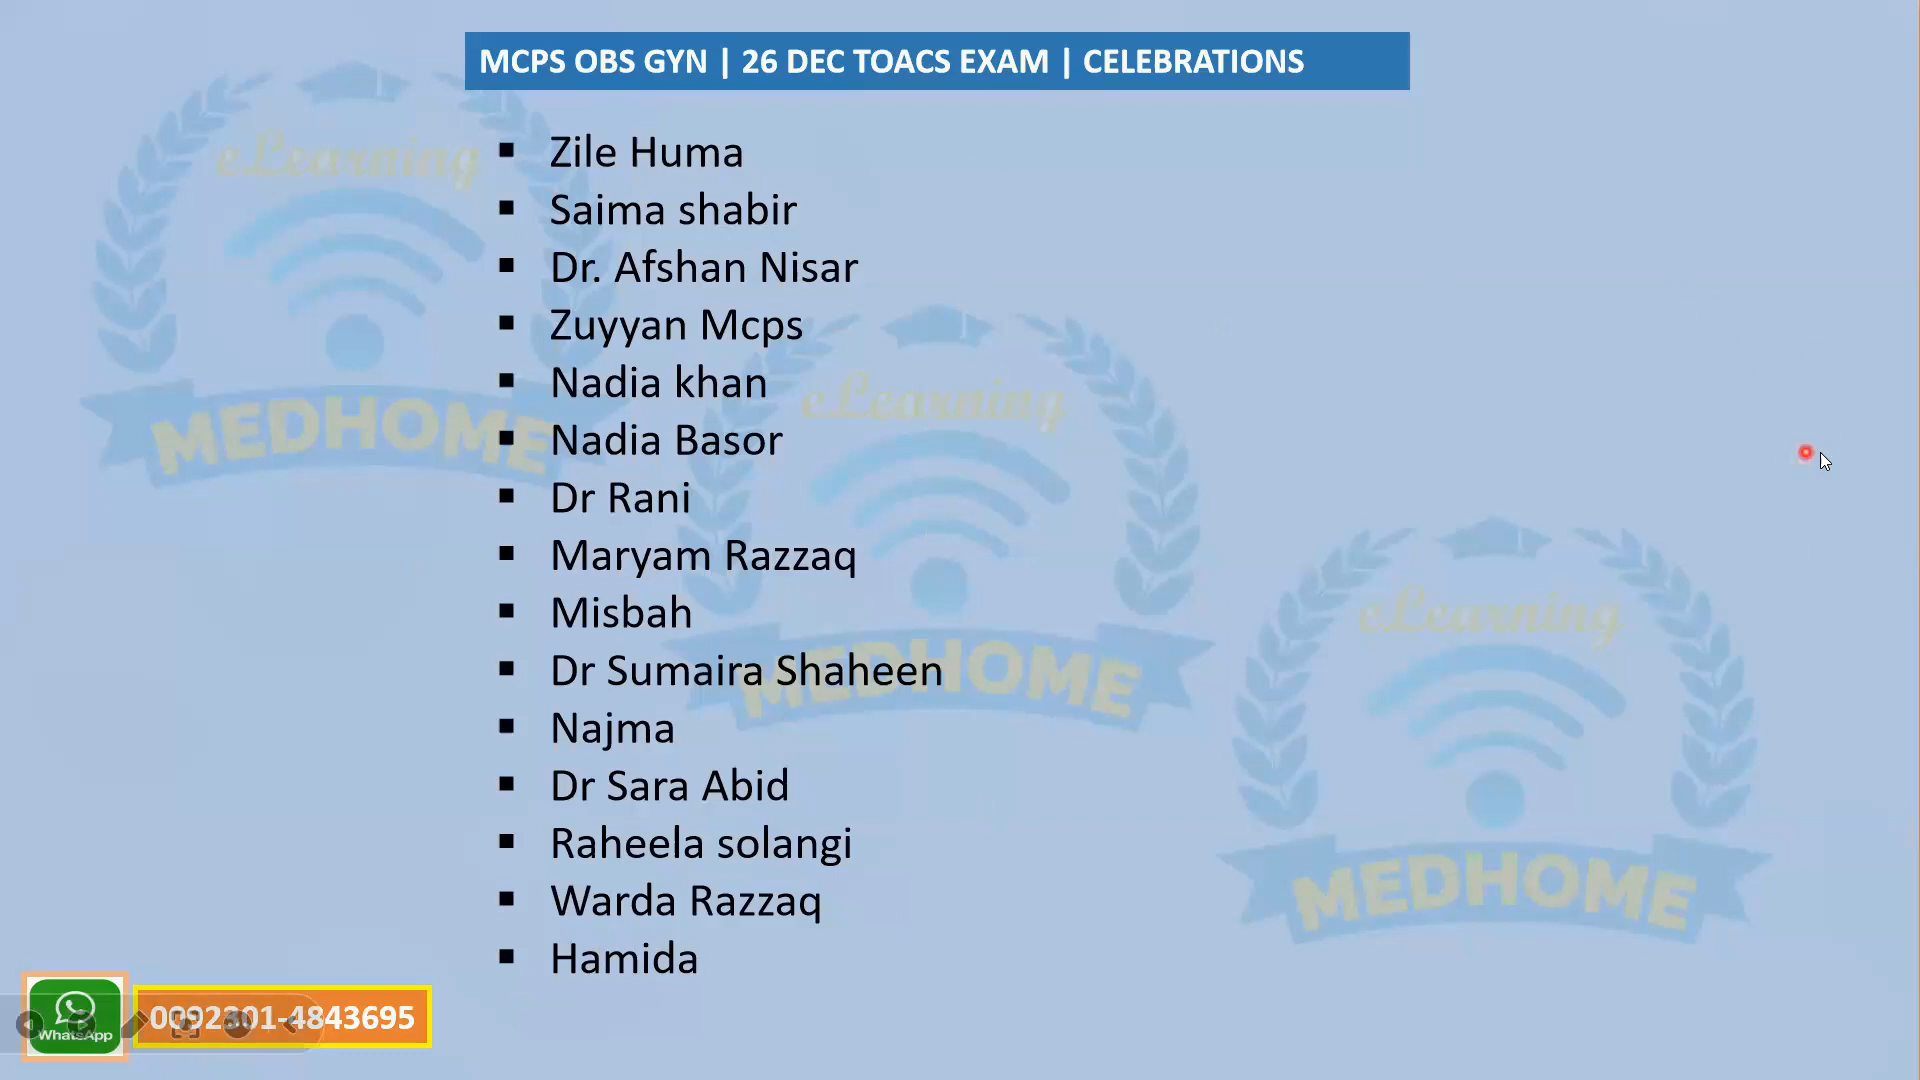 MCPS OBS GYN | 26 DEC TOACS EXAM | CELEBRATIONS
eLearning
MEDHOME
▪ Zile Huma
▪ Saima shabir
▪ Dr. Afshan Nisar
▪ Zuyyan Mcps
▪ Nadia khan
▪ Nadia Basor
▪ Dr Rani
▪ Maryam Razzaq
▪ Misbah
▪ Dr Sumaira Shaheen
▪ Najma
▪ Dr Sara Abid
▪ Raheela solangi
▪ Warda Razzaq
▪ Hamida
eLearning
MEDHOME
eLearning
MEDHOME
WhatsApp
0092301-4843695